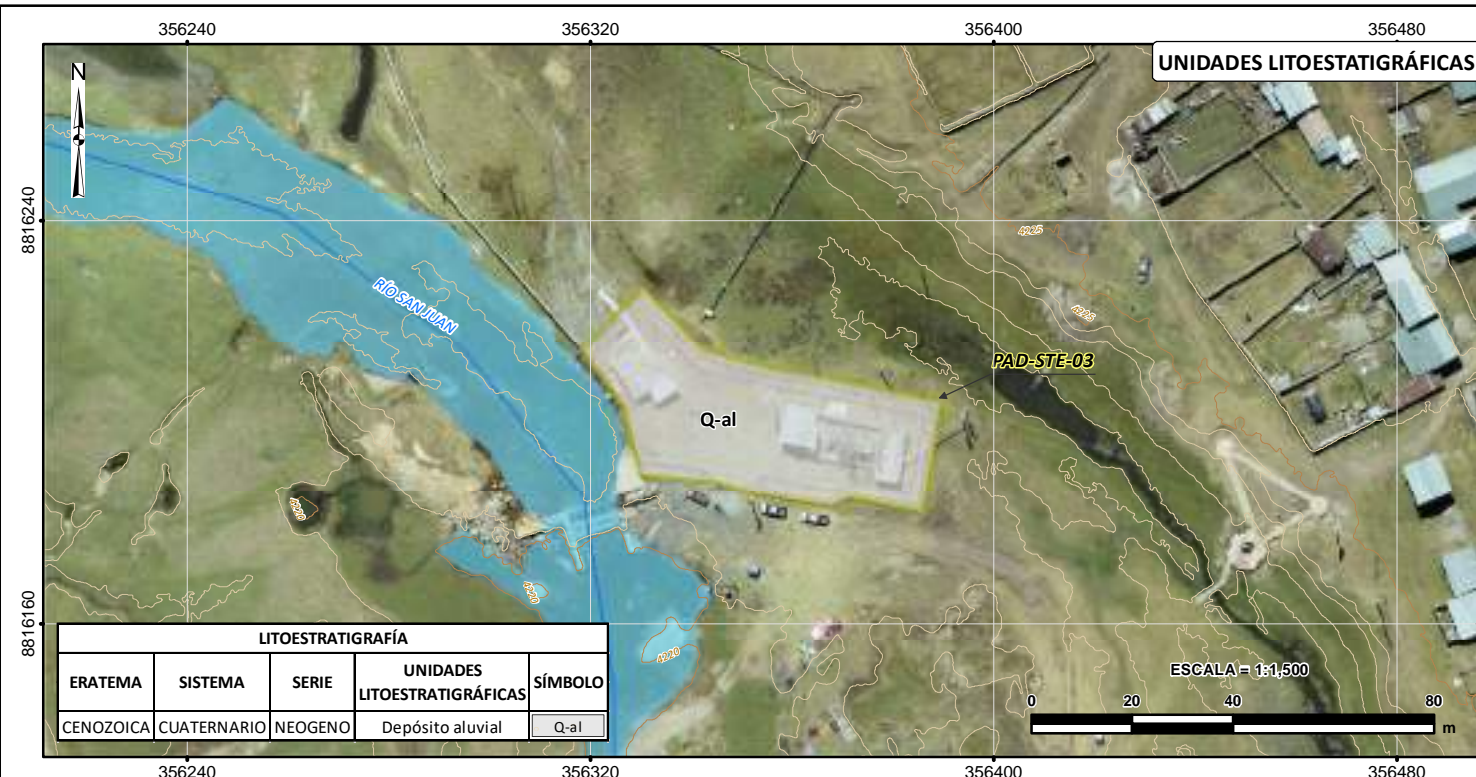 356240 356320 356400 356480
UNIDADES LITOESTATIGRÁFICAS
N
8816240
4225
RÍO SAN JUAN
4225
PAD-STE-03
Q-al
4220
4220
4220
8816160
LITOESTRATIGRAFÍA
ERATEMA SISTEMA SERIE UNIDADES LITOESTRATIGRÁFICAS SÍMBOLO
CENOZOICA CUATERNARIO NEOGENO Depósito aluvial Q-al
ESCALA = 1:1,500
0 20 40 80
m
356240 356320 356400 356480